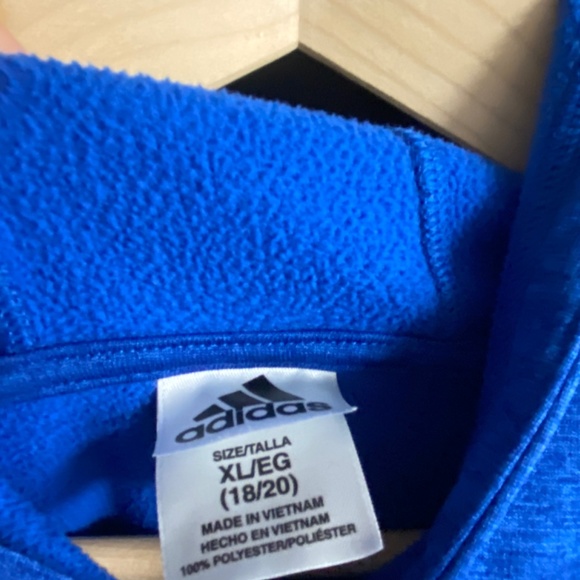 adidas
SIZE/TALLA
XL/EG
(18/20)
MADE IN VIETNAM
HECHO EN VIETNAM
100% POLYESTER/POLIÉSTER